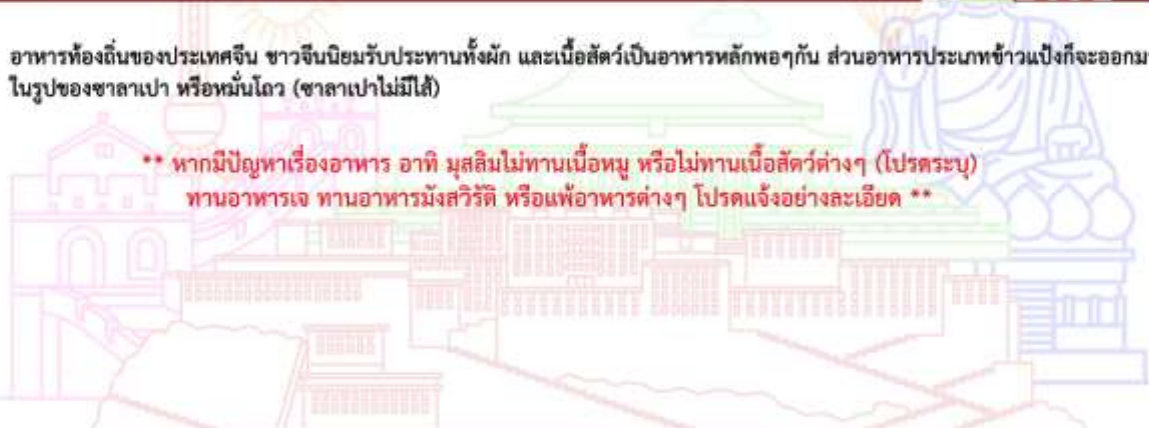 อาหารท้องถิ่นของประเทศจีน ชาวจีนนิยมรับประทานทั้งผัก และเนื้อสัตว์เป็นอาหารหลักพอๆกัน ส่วนอาหารประเภทข้าวแป้งก็จะออกม
ในรูปของซาลาเปา หรือหมั่นโถว (ซาลาเปาไม่มีไส้)
** หากมีปัญหาเรื่องอาหาร อาทิ มุสลิมไม่ทานเนื้อหมู หรือไม่ทานเนื้อสัตว์ต่างๆ (โปรดระบุ)
ทานอาหารเจ ทานอาหารมังสวิรัติ หรือแพ้อาหารต่างๆ โปรดแจ้งอย่างละเอียด **